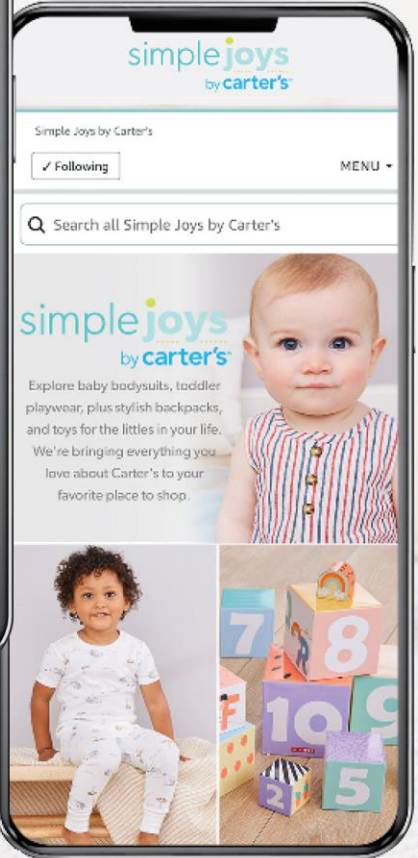 simple joys
by carter's
Simple Joys by Carter's
✓ Following
MENU
Search all Simple Joys by Carter's
simple joys
by carter's
Explore baby bodysuits, toddler
playwear, plus stylish backpacks,
and toys for the littles in your life.
We're bringing everything you
love about Carter's to your
favorite place to shop.
7
8
R
F
10
9
2
5